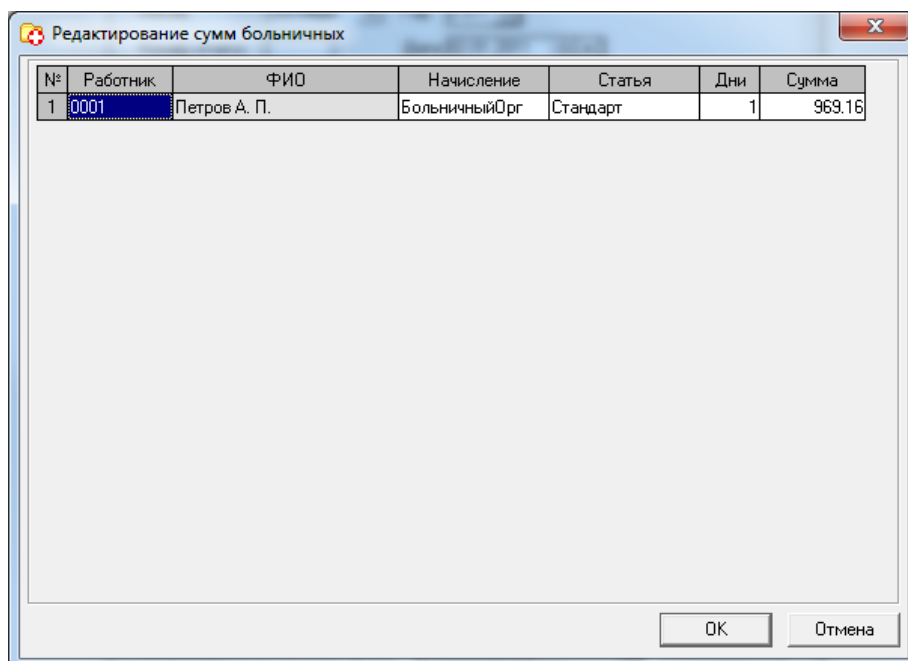 Редактирование сумм больничных
№ Работник ФИО Начисление Статья Дни Сумма
1 0001 Петров А. П. БольничныйОрг Стандарт 1 969.16
OK Отмена